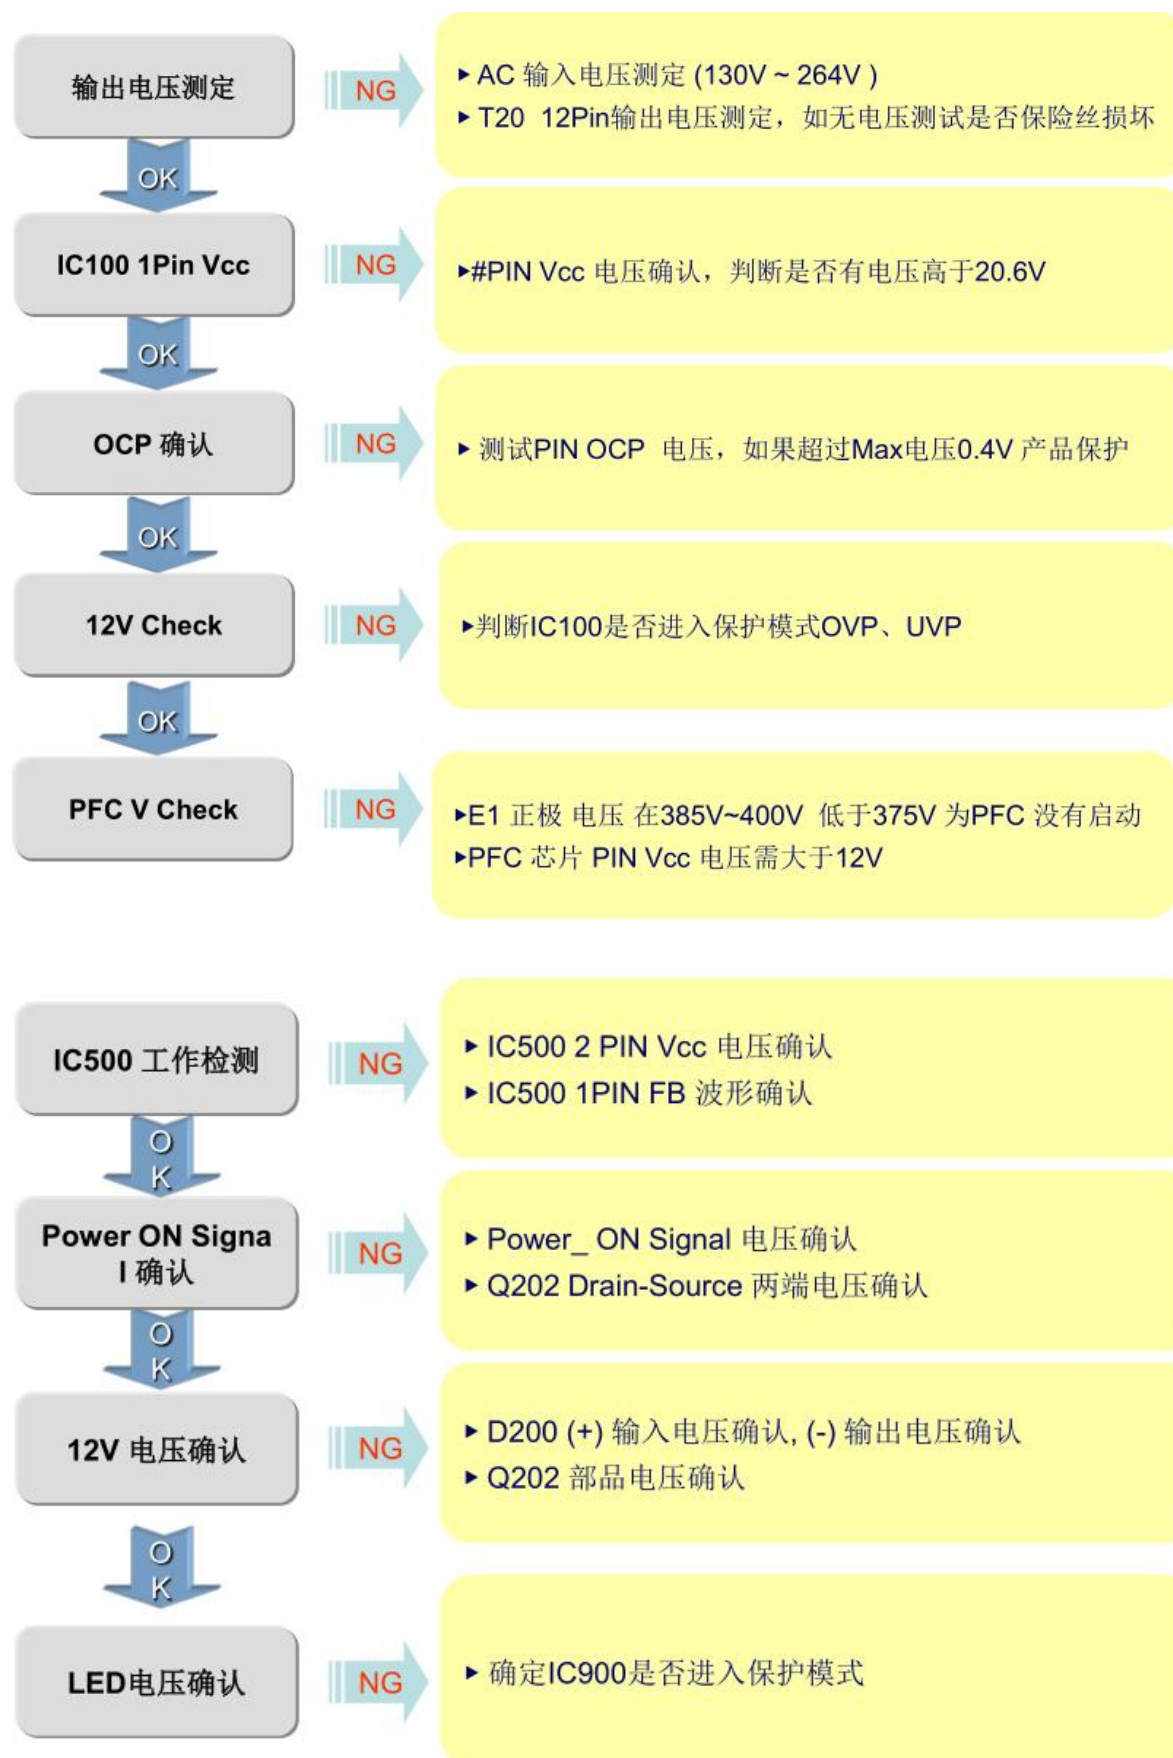 输出电压测定
NG
▶ AC 输入电压测定 (130V ~ 264V )
▶ T20 12Pin输出电压测定，如无电压测试是否保险丝损坏
OK
IC100 1Pin Vcc
NG
▶#PIN Vcc 电压确认，判断是否有电压高于20.6V
OK
OCP 确认
NG
▶ 测试PIN OCP 电压，如果超过Max电压0.4V 产品保护
OK
12V Check
NG
▶判断IC100是否进入保护模式OVP、UVP
OK
PFC V Check
NG
▶E1 正极 电压 在385V~400V 低于375V 为PFC 没有启动
▶PFC 芯片 PIN Vcc 电压需大于12V
IC500 工作检测
NG
▶ IC500 2 PIN Vcc 电压确认
▶ IC500 1PIN FB 波形确认
O
K
Power ON Signa
l 确认
NG
▶ Power_ ON Signal 电压确认
▶ Q202 Drain-Source 两端电压确认
O
K
12V 电压确认
NG
▶ D200 (+) 输入电压确认, (-) 输出电压确认
▶ Q202 部品电压确认
O
K
LED电压确认
NG
▶ 确定IC900是否进入保护模式